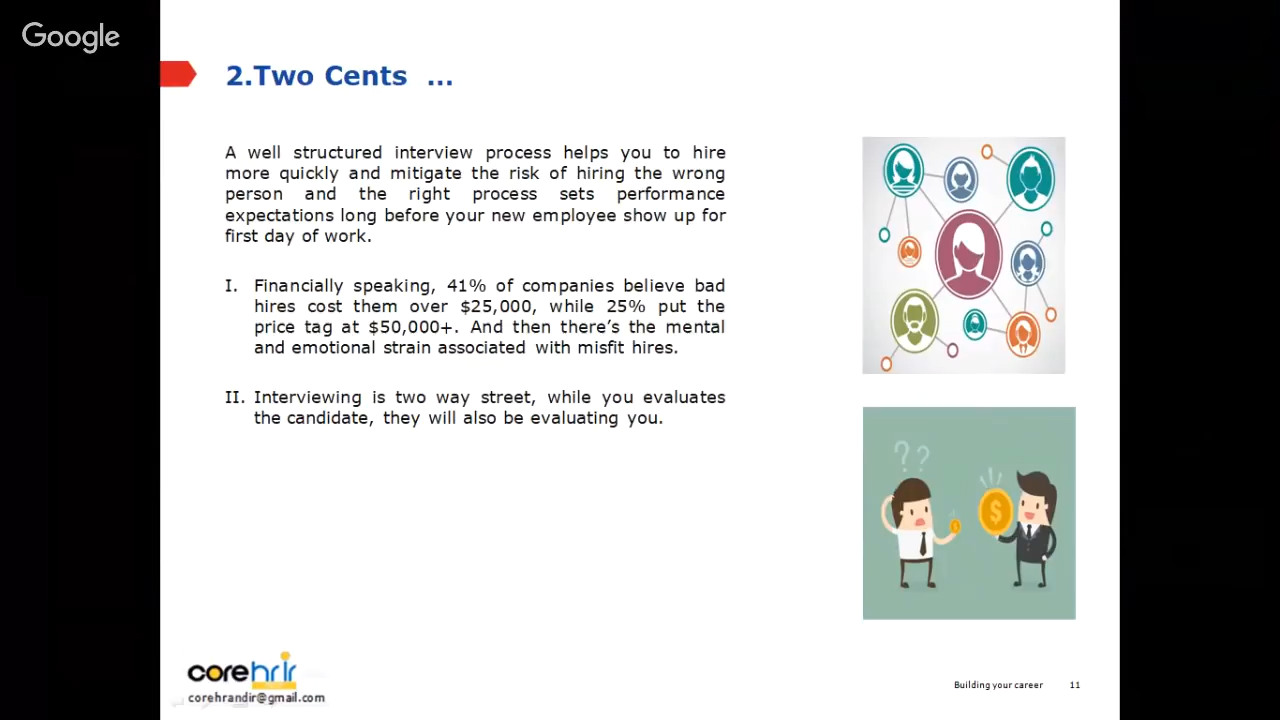 Google
2.Two Cents ...
A well structured interview process helps you to hire
more quickly and mitigate the risk of hiring the wrong
person and the right process sets performance
expectations long before your new employee show up for
first day of work.
I. Financially speaking, 41% of companies believe bad
hires cost them over $25,000, while 25% put the
price tag at $50,000+. And then there’s the mental
and emotional strain associated with misfit hires.
II. Interviewing is two way street, while you evaluates
the candidate, they will also be evaluating you.
??
$
$
corehrir
corehrandir@gmail.com
Building your career 11